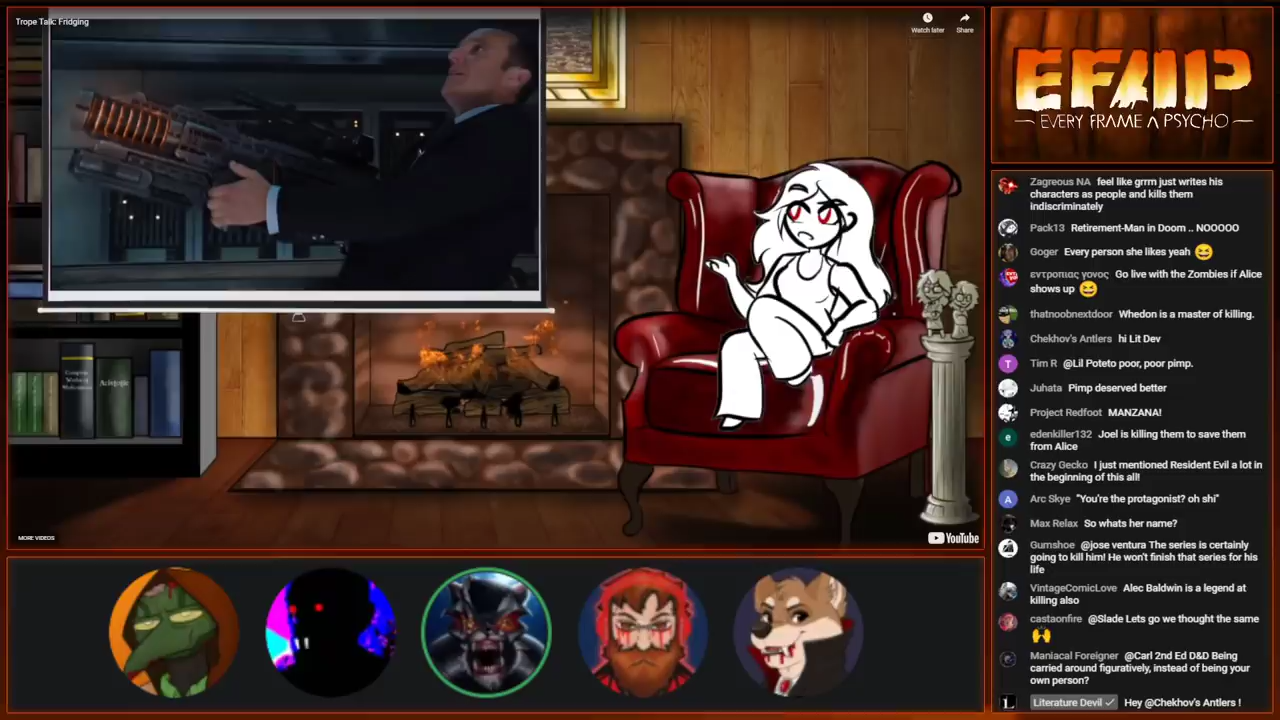 Trope Talk: Fridging
Watch later
Share
MORE VIDEOS
YouTube
Aristotle
EFAP
EVERY FRAME A PSYCHO
Zagreous NA feel like grrm just writes his
characters as people and kills them
indiscriminately
Pack13 Retirement-Man in Doom .. NOOOOO
Goger Every person she likes yeah 😆
εντροπιας γονος Go live with the Zombies if Alice
shows up 😆
thatnoobnextdoor Whedon is a master of killing.
Chekhov's Antlers hi Lit Dev
Tim R @Lil Poteto poor, poor pimp.
Juhata Pimp deserved better
Project Redfoot MANZANA!
edenkiller132 Joel is killing them to save them
from Alice
Crazy Gecko I just mentioned Resident Evil a lot in
the beginning of this all!
Arc Skye "You're the protagonist? oh shi"
Max Relax So whats her name?
Gumshoe @jose ventura The series is certainly
going to kill him! He won't finish that series for his
life
VintageComicLove Alec Baldwin is a legend at
killing also
castaonfire @Slade Lets go we thought the same
🙌
Maniacal Foreigner @Carl 2nd Ed D&D Being
carried around figuratively, instead of being your
own person?
Literature Devil ✓ Hey @Chekhov's Antlers !